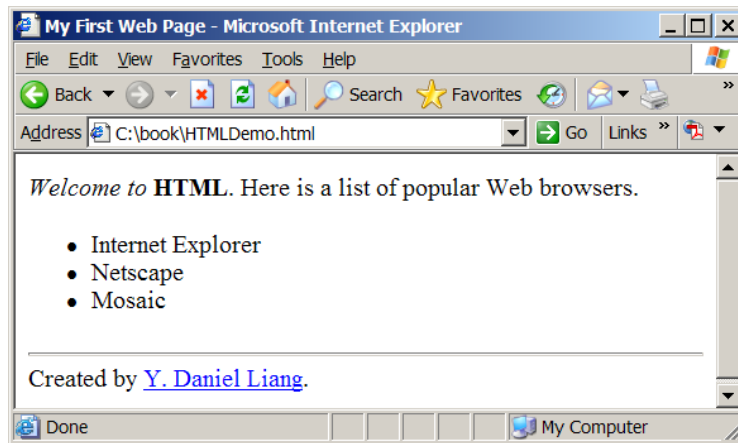 My First Web Page - Microsoft Internet Explorer
File Edit View Favorites Tools Help
Back Search Favorites »
Address C:\book\HTMLDemo.html Go Links »
Welcome to HTML. Here is a list of popular Web browsers.
• Internet Explorer
• Netscape
• Mosaic
Created by Y. Daniel Liang.
Done My Computer